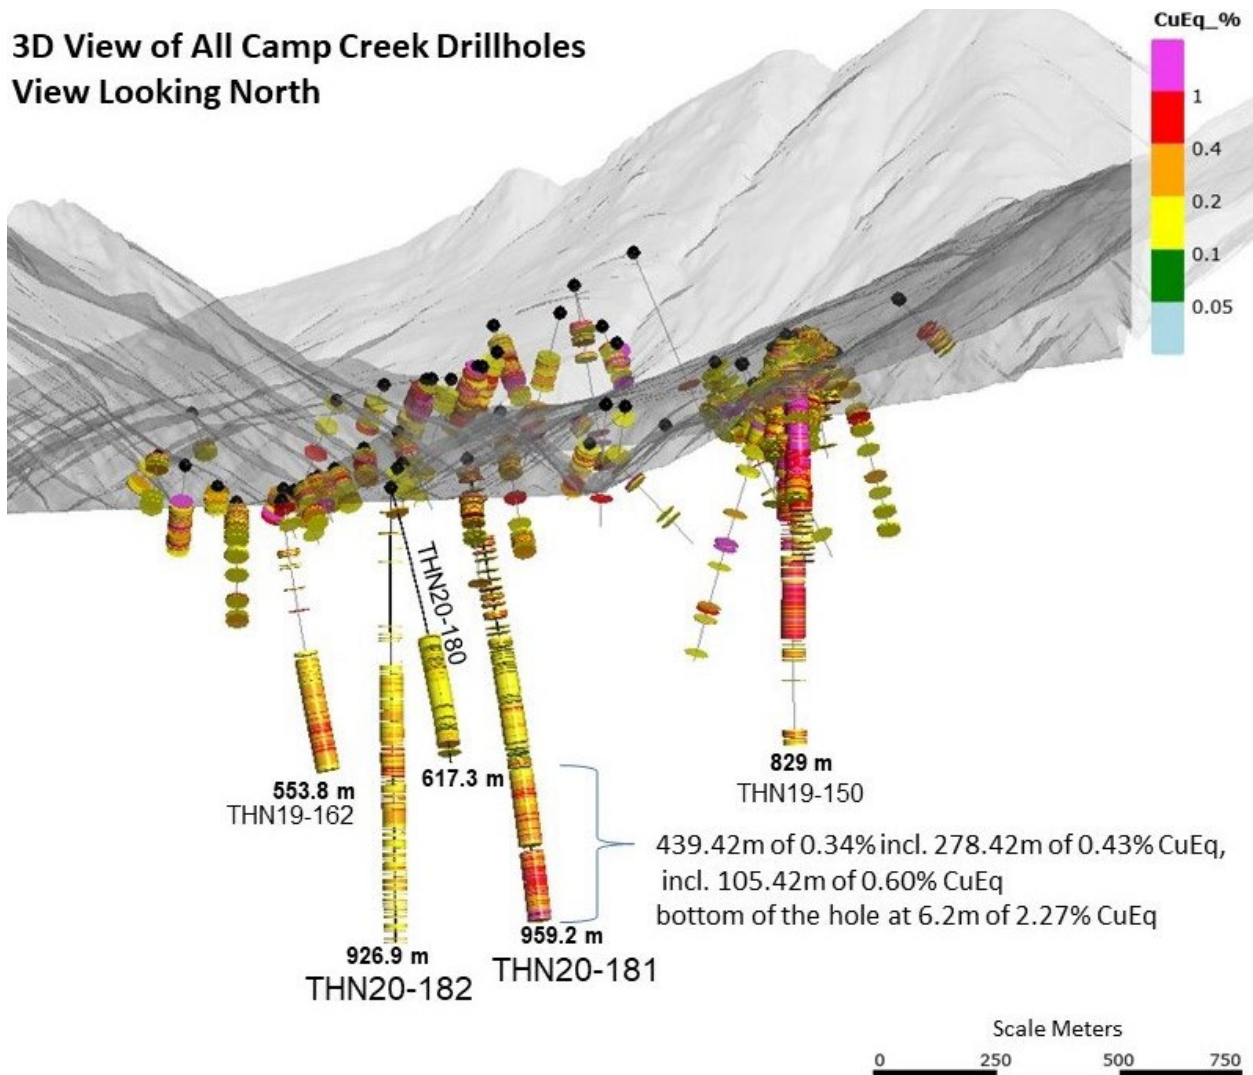 3D View of All Camp Creek Drillholes
View Looking North
CuEq_%
1
0.4
0.2
0.1
0.05
THN20-180
553.8 m
THN19-162
617.3 m
829 m
THN19-150
439.42m of 0.34% incl. 278.42m of 0.43% CuEq,
incl. 105.42m of 0.60% CuEq
bottom of the hole at 6.2m of 2.27% CuEq
926.9 m
THN20-182
959.2 m
THN20-181
Scale Meters
0 250 500 750